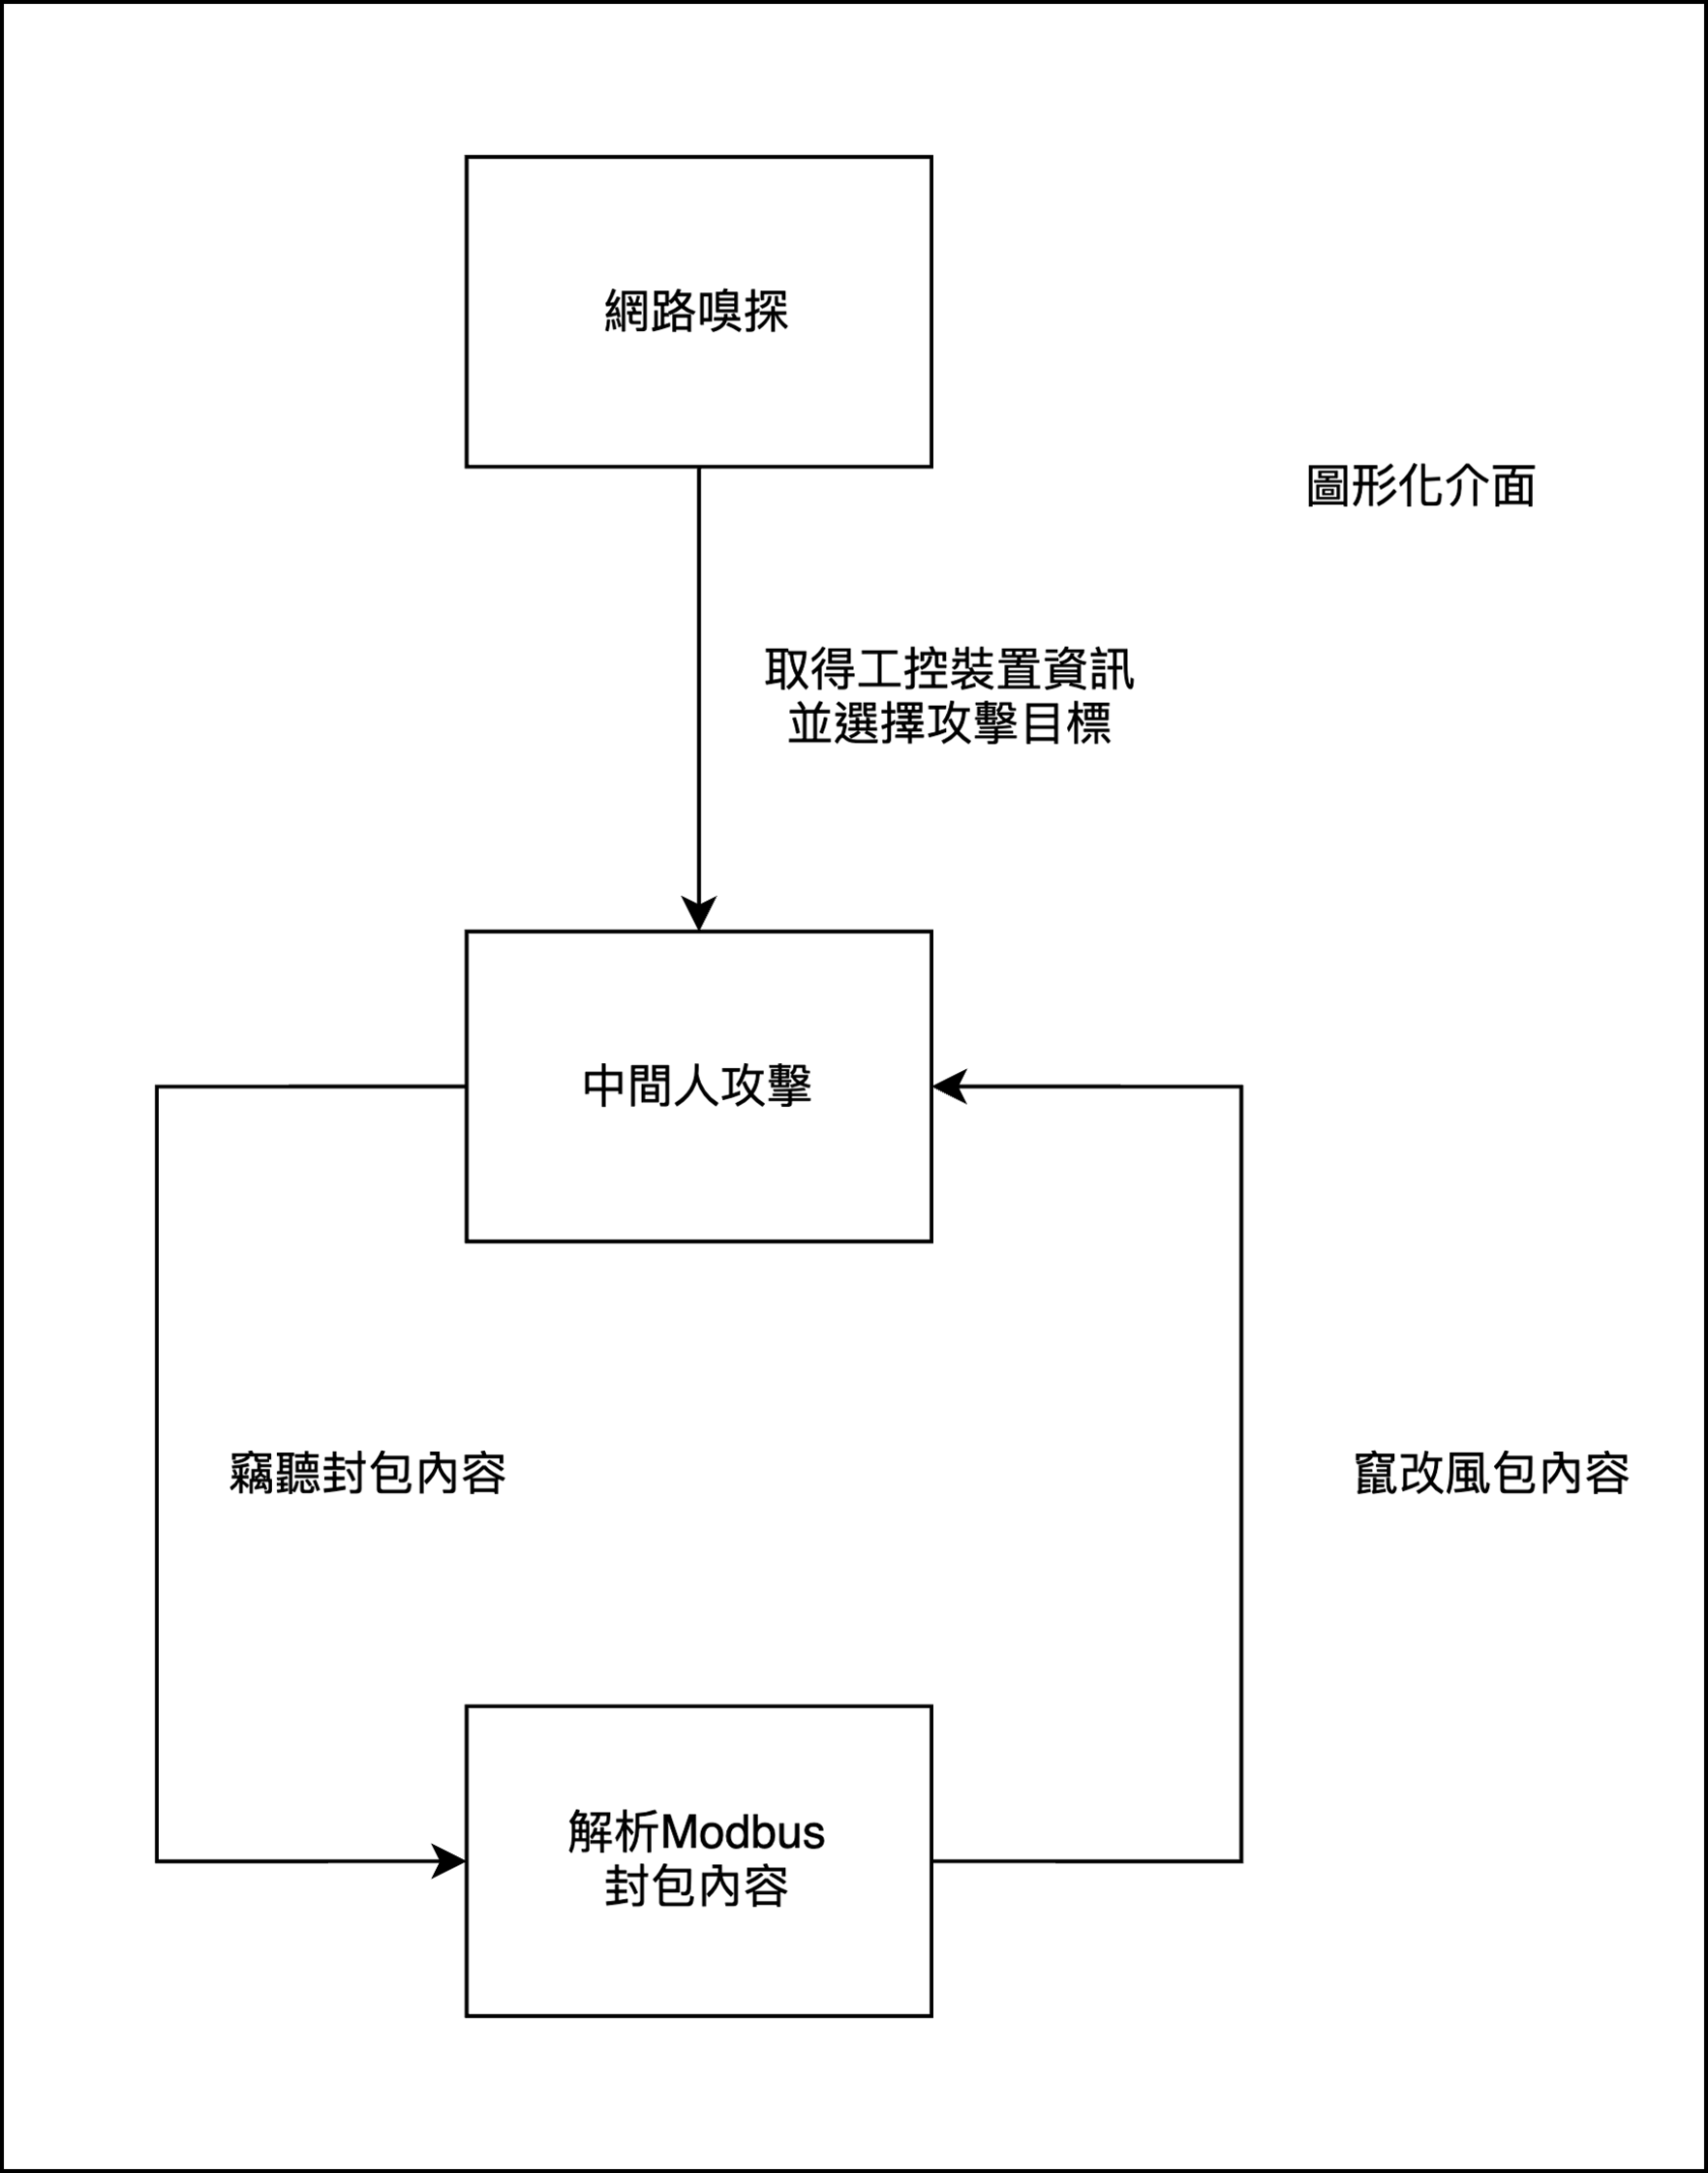 網路嗅探
圖形化介面
取得工控裝置資訊
並選擇攻擊目標
中間人攻擊
竊聽封包內容
竄改風包內容
解析Modbus
封包內容